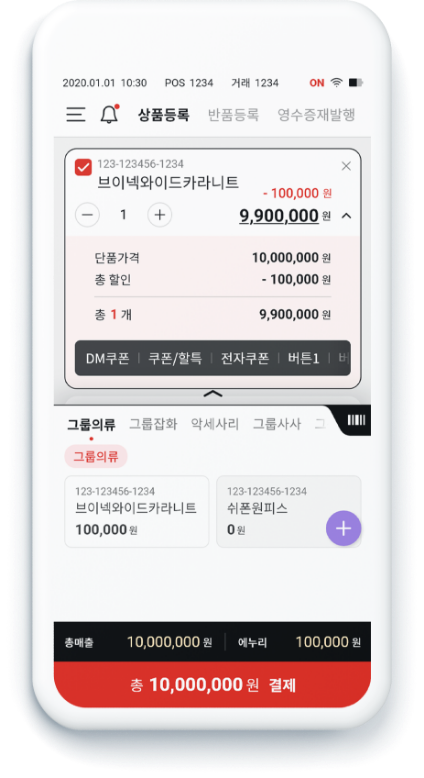 2020.01.01 10:30 POS 1234 거래 1234 ON
상품등록 반품등록 영수증재발행
123-123456-1234
브이넥와이드카라니트
- 100,000 원
1 9,900,000 원
단품가격 10,000,000 원
총 할인 - 100,000 원
총 1 개 9,900,000 원
DM쿠폰 쿠폰/할특 전자쿠폰 버튼1
그룹의류 그룹잡화 악세사리 그룹사사
그룹의류
123-123456-1234 123-123456-1234
브이넥와이드카라니트 쉬폰원피스
100,000 원 0 원
총매출 10,000,000 원 에누리 100,000 원
총 10,000,000 원 결제